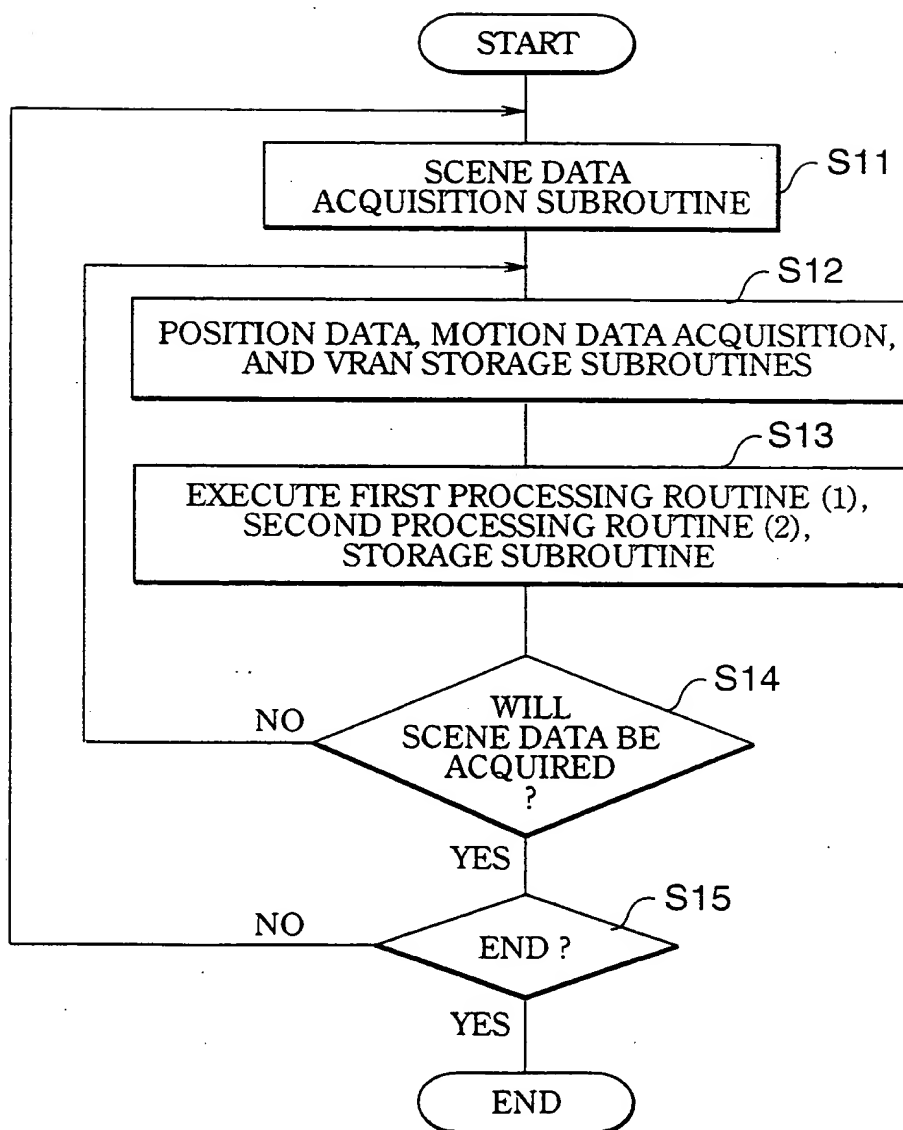 START
SCENE DATA
ACQUISITION SUBROUTINE
S11
S12
POSITION DATA, MOTION DATA ACQUISITION,
AND VRAN STORAGE SUBROUTINES
S13
EXECUTE FIRST PROCESSING ROUTINE (1),
SECOND PROCESSING ROUTINE (2),
STORAGE SUBROUTINE
S14
NO
WILL
SCENE DATA BE
ACQUIRED
?
YES
S15
NO
END ?
YES
END